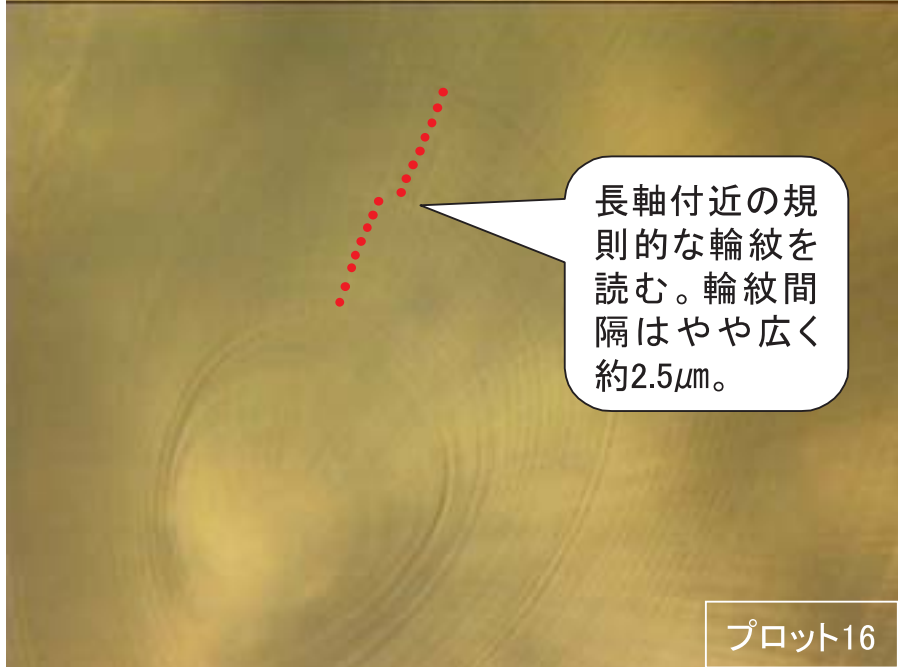 長軸付近の規
則的な輪紋を
読む。輪紋間
隔はやや広く
約2.5μm。
プロット16